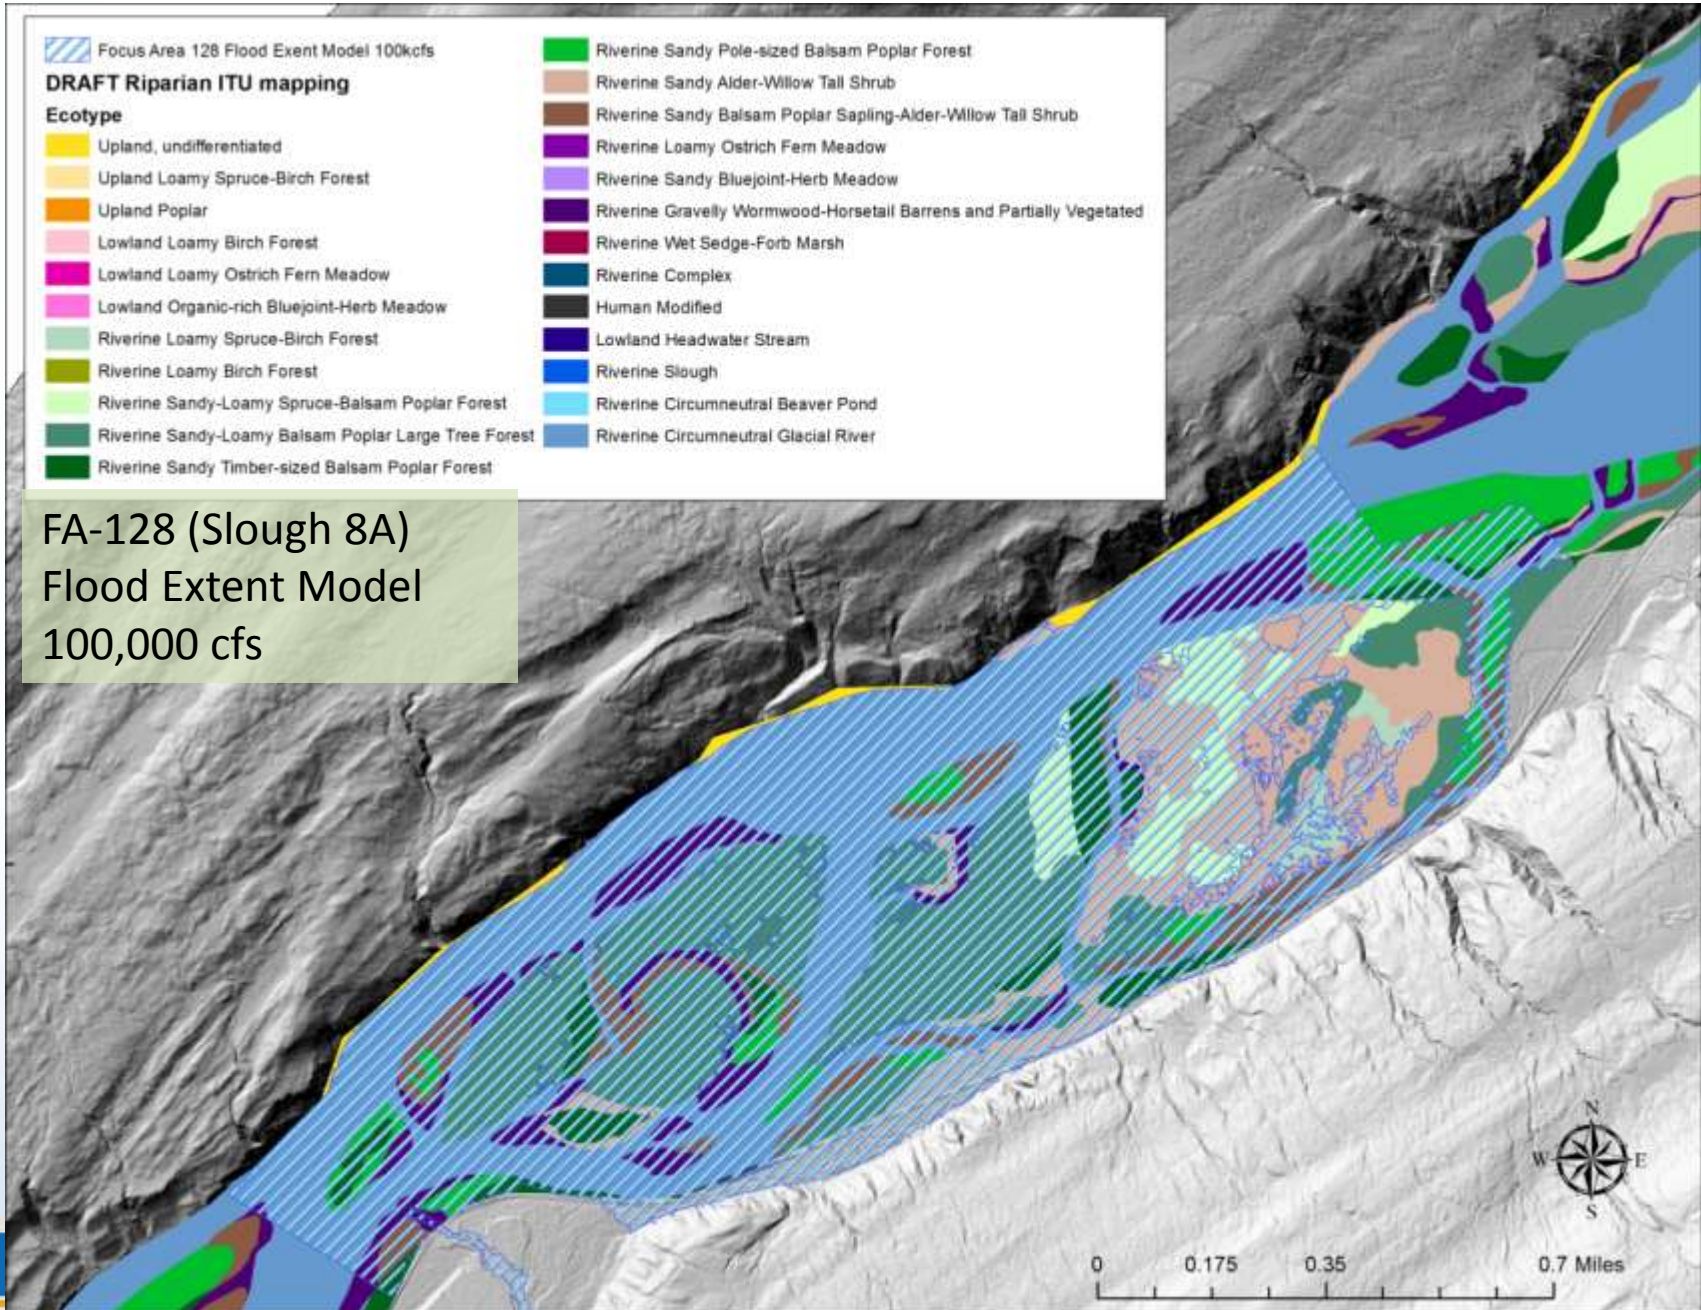 Focus Area 128 Flood Exent Model 100kcfs
DRAFT Riparian ITU mapping
Ecotype
Upland, undifferentiated
Upland Loamy Spruce-Birch Forest
Upland Poplar
Lowland Loamy Birch Forest
Lowland Loamy Ostrich Fern Meadow
Lowland Organic-rich Bluejoint-Herb Meadow
Riverine Loamy Spruce-Birch Forest
Riverine Loamy Birch Forest
Riverine Sandy-Loamy Spruce-Balsam Poplar Forest
Riverine Sandy-Loamy Balsam Poplar Large Tree Forest
Riverine Sandy Timber-sized Balsam Poplar Forest
Riverine Sandy Pole-sized Balsam Poplar Forest
Riverine Sandy Alder-Willow Tall Shrub
Riverine Sandy Balsam Poplar Sapling-Alder-Willow Tall Shrub
Riverine Loamy Ostrich Fern Meadow
Riverine Sandy Bluejoint-Herb Meadow
Riverine Gravelly Wormwood-Horsetail Barrens and Partially Vegetated
Riverine Wet Sedge-Forb Marsh
Riverine Complex
Human Modified
Lowland Headwater Stream
Riverine Slough
Riverine Circumneutral Beaver Pond
Riverine Circumneutral Glacial River
FA-128 (Slough 8A)
Flood Extent Model
100,000 cfs
N
W E
S
0 0.175 0.35 0.7 Miles